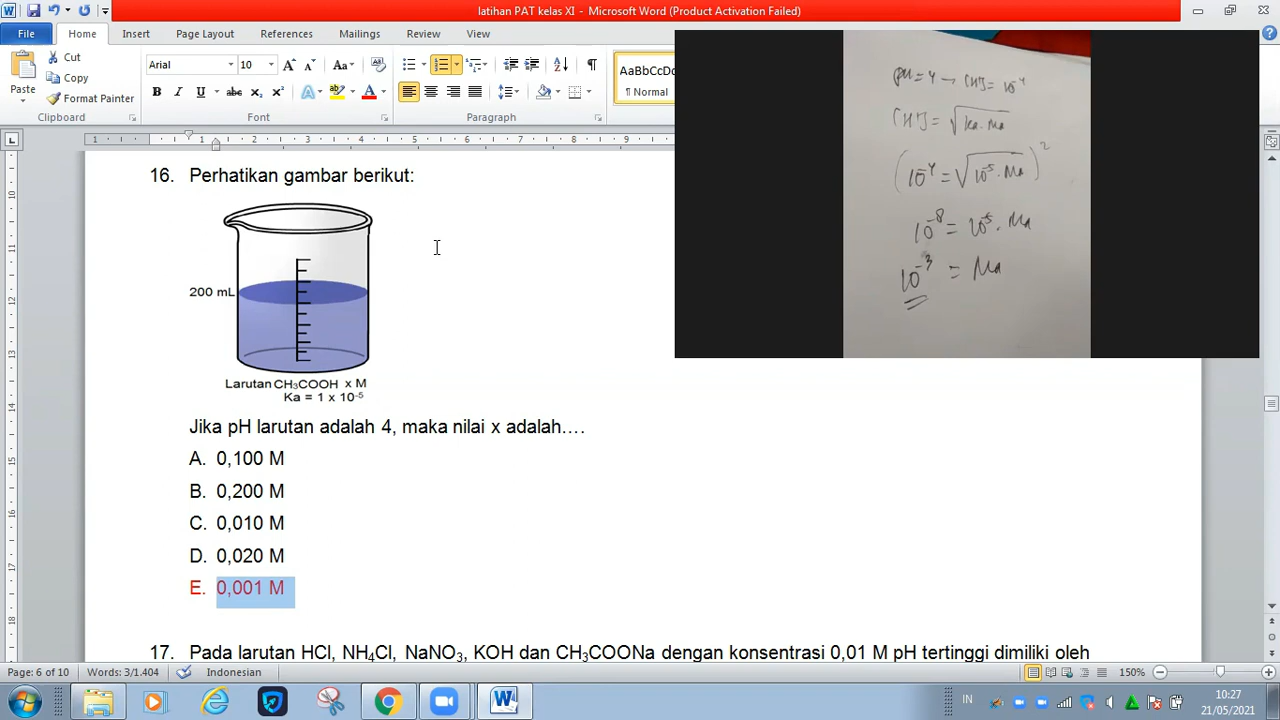 latihan PAT kelas XI - Microsoft Word (Product Activation Failed)
File Home Insert Page Layout References Mailings Review View
Paste
Cut
Copy
Format Painter
Clipboard
Arial 10
Font
Paragraph
AaBbCcDd
¶ Normal
pH = 4 → [H⁺] = 10⁻⁴
[H⁺] = √Ka. Ma
(10⁻⁴ = √10⁻⁵. Ma)²
10⁻⁸ = 10⁻⁵. Ma
10⁻³ = Ma
16. Perhatikan gambar berikut:
200 mL
Larutan CH₃COOH x M
Ka = 1 x 10⁻⁵
Jika pH larutan adalah 4, maka nilai x adalah....
A. 0,100 M
B. 0,200 M
C. 0,010 M
D. 0,020 M
E. 0,001 M
17. Pada larutan HCl, NH₄Cl, NaNO₃, KOH dan CH₃COONa dengan konsentrasi 0,01 M pH tertinggi dimiliki oleh
Page: 6 of 10 Words: 3/1.404 Indonesian 150%
IN 10:27
21/05/2021